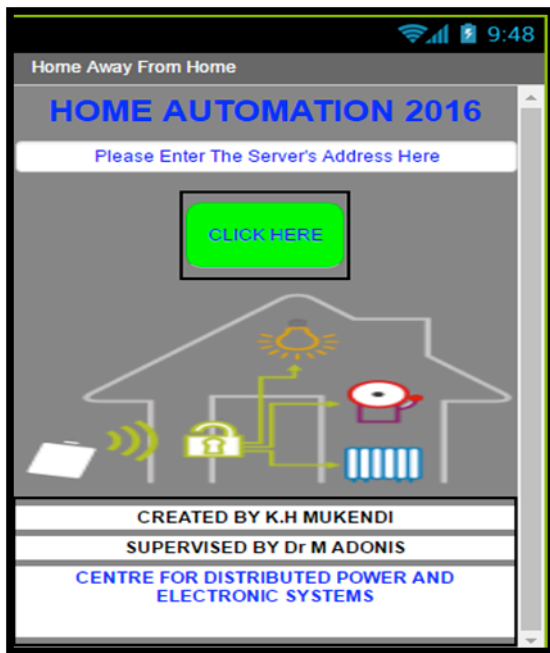 9:48
Home Away From Home
HOME AUTOMATION 2016
Please Enter The Server's Address Here
CLICK HERE
CREATED BY K.H MUKENDI
SUPERVISED BY Dr M ADONIS
CENTRE FOR DISTRIBUTED POWER AND
ELECTRONIC SYSTEMS